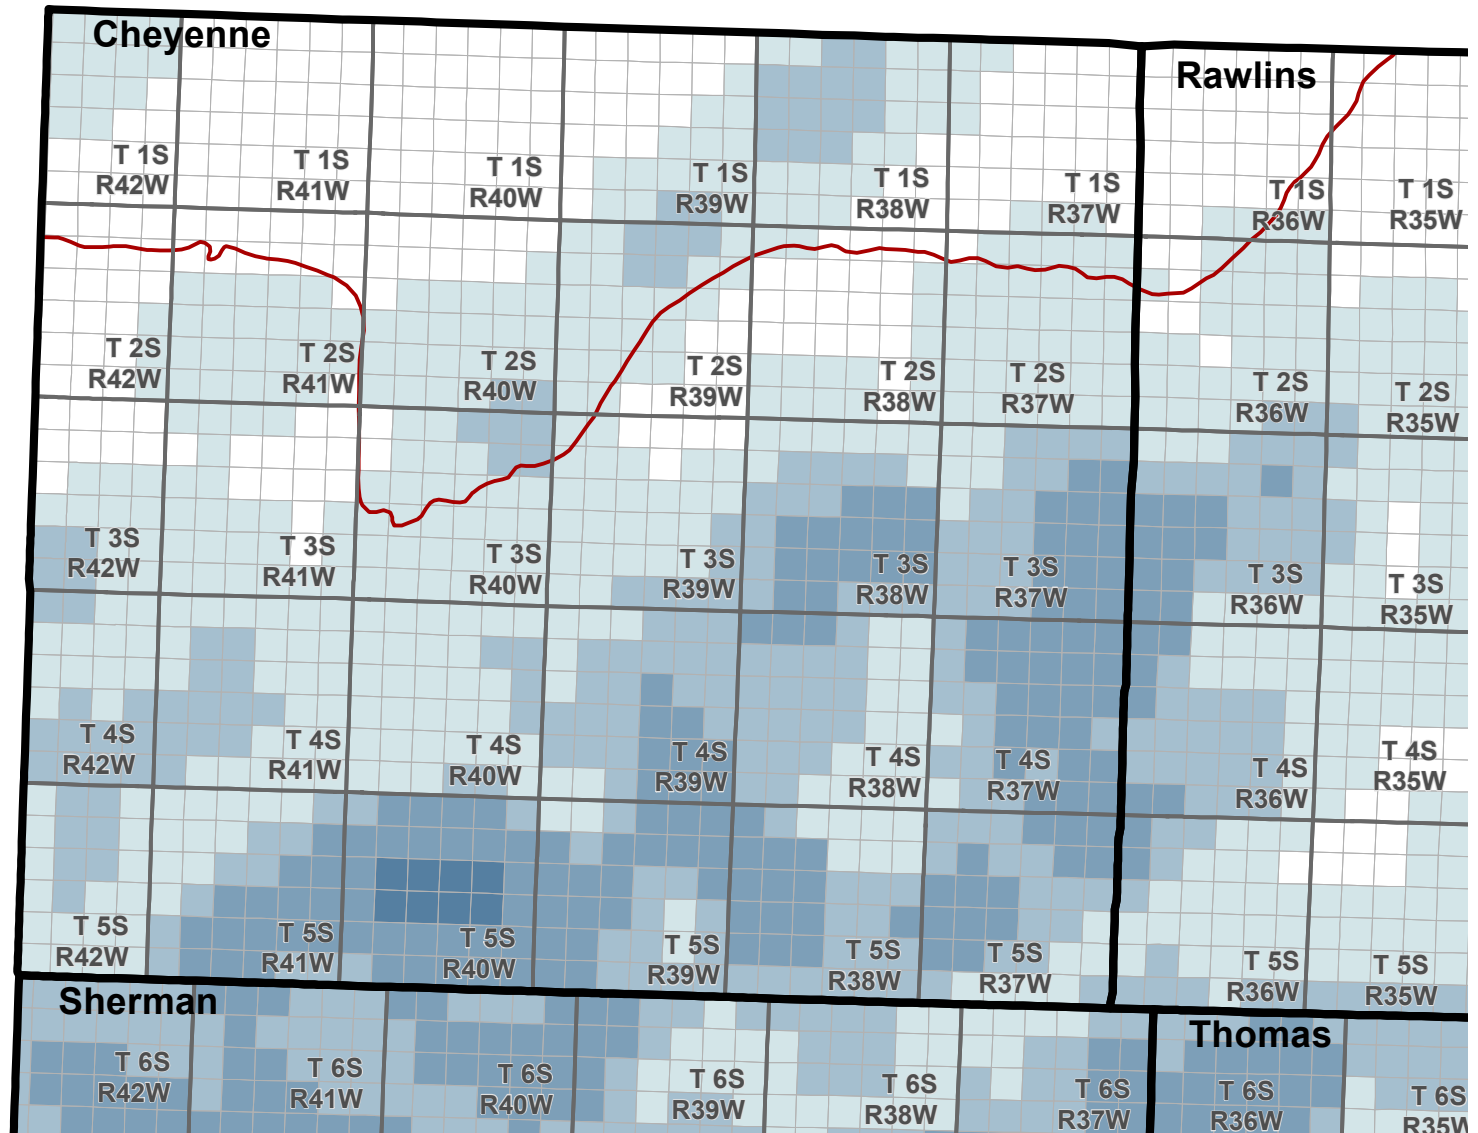 Cheyenne
Rawlins
T 1S
R42W
T 1S
R41W
T 1S
R40W
T 1S
R39W
T 1S
R38W
T 1S
R37W
T 1S
R36W
T 1S
R35W
T 2S
R42W
T 2S
R41W
T 2S
R40W
T 2S
R39W
T 2S
R38W
T 2S
R37W
T 2S
R36W
T 2S
R35W
T 3S
R42W
T 3S
R41W
T 3S
R40W
T 3S
R39W
T 3S
R38W
T 3S
R37W
T 3S
R36W
T 3S
R35W
T 4S
R42W
T 4S
R41W
T 4S
R40W
T 4S
R39W
T 4S
R38W
T 4S
R37W
T 4S
R36W
T 4S
R35W
T 5S
R42W
T 5S
R41W
T 5S
R40W
T 5S
R39W
T 5S
R38W
T 5S
R37W
T 5S
R36W
T 5S
R35W
Sherman
Thomas
T 6S
R42W
T 6S
R41W
T 6S
R40W
T 6S
R39W
T 6S
R38W
T 6S
R37W
T 6S
R36W
T 6S
R35W